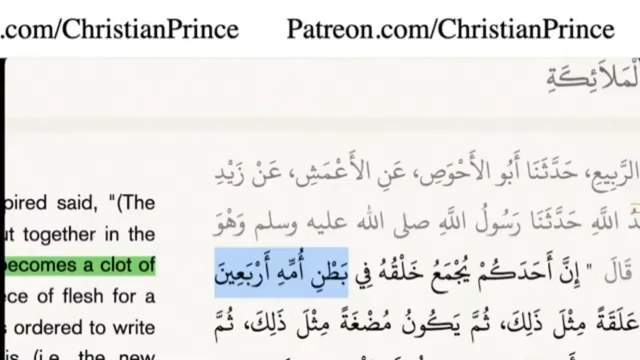 .com/ChristianPrince Patreon.com/ChristianPrince
الْمَلاَئِكَةِ
الرَّبِيعِ، حَدَّثَنَا أَبُو الأَحْوَصِ، عَنِ الأَعْمَشِ، عَنْ زَيْدِ
اللَّهِ حَدَّثَنَا رَسُولُ اللَّهِ صلى الله عليه وسلم وَهْوَ
قَالَ " إِنَّ أَحَدَكُمْ يُجْمَعُ خَلْقُهُ فِي بَطْنِ أُمِّهِ أَرْبَعِينَ
عَلَقَةً مِثْلَ ذَلِكَ، ثُمَّ يَكُونُ مُضْغَةً مِثْلَ ذَلِكَ، ثُمَّ
pired said, "(The
ut together in the
becomes a clot of
ece of flesh for a
s ordered to write
is (i.e. the new